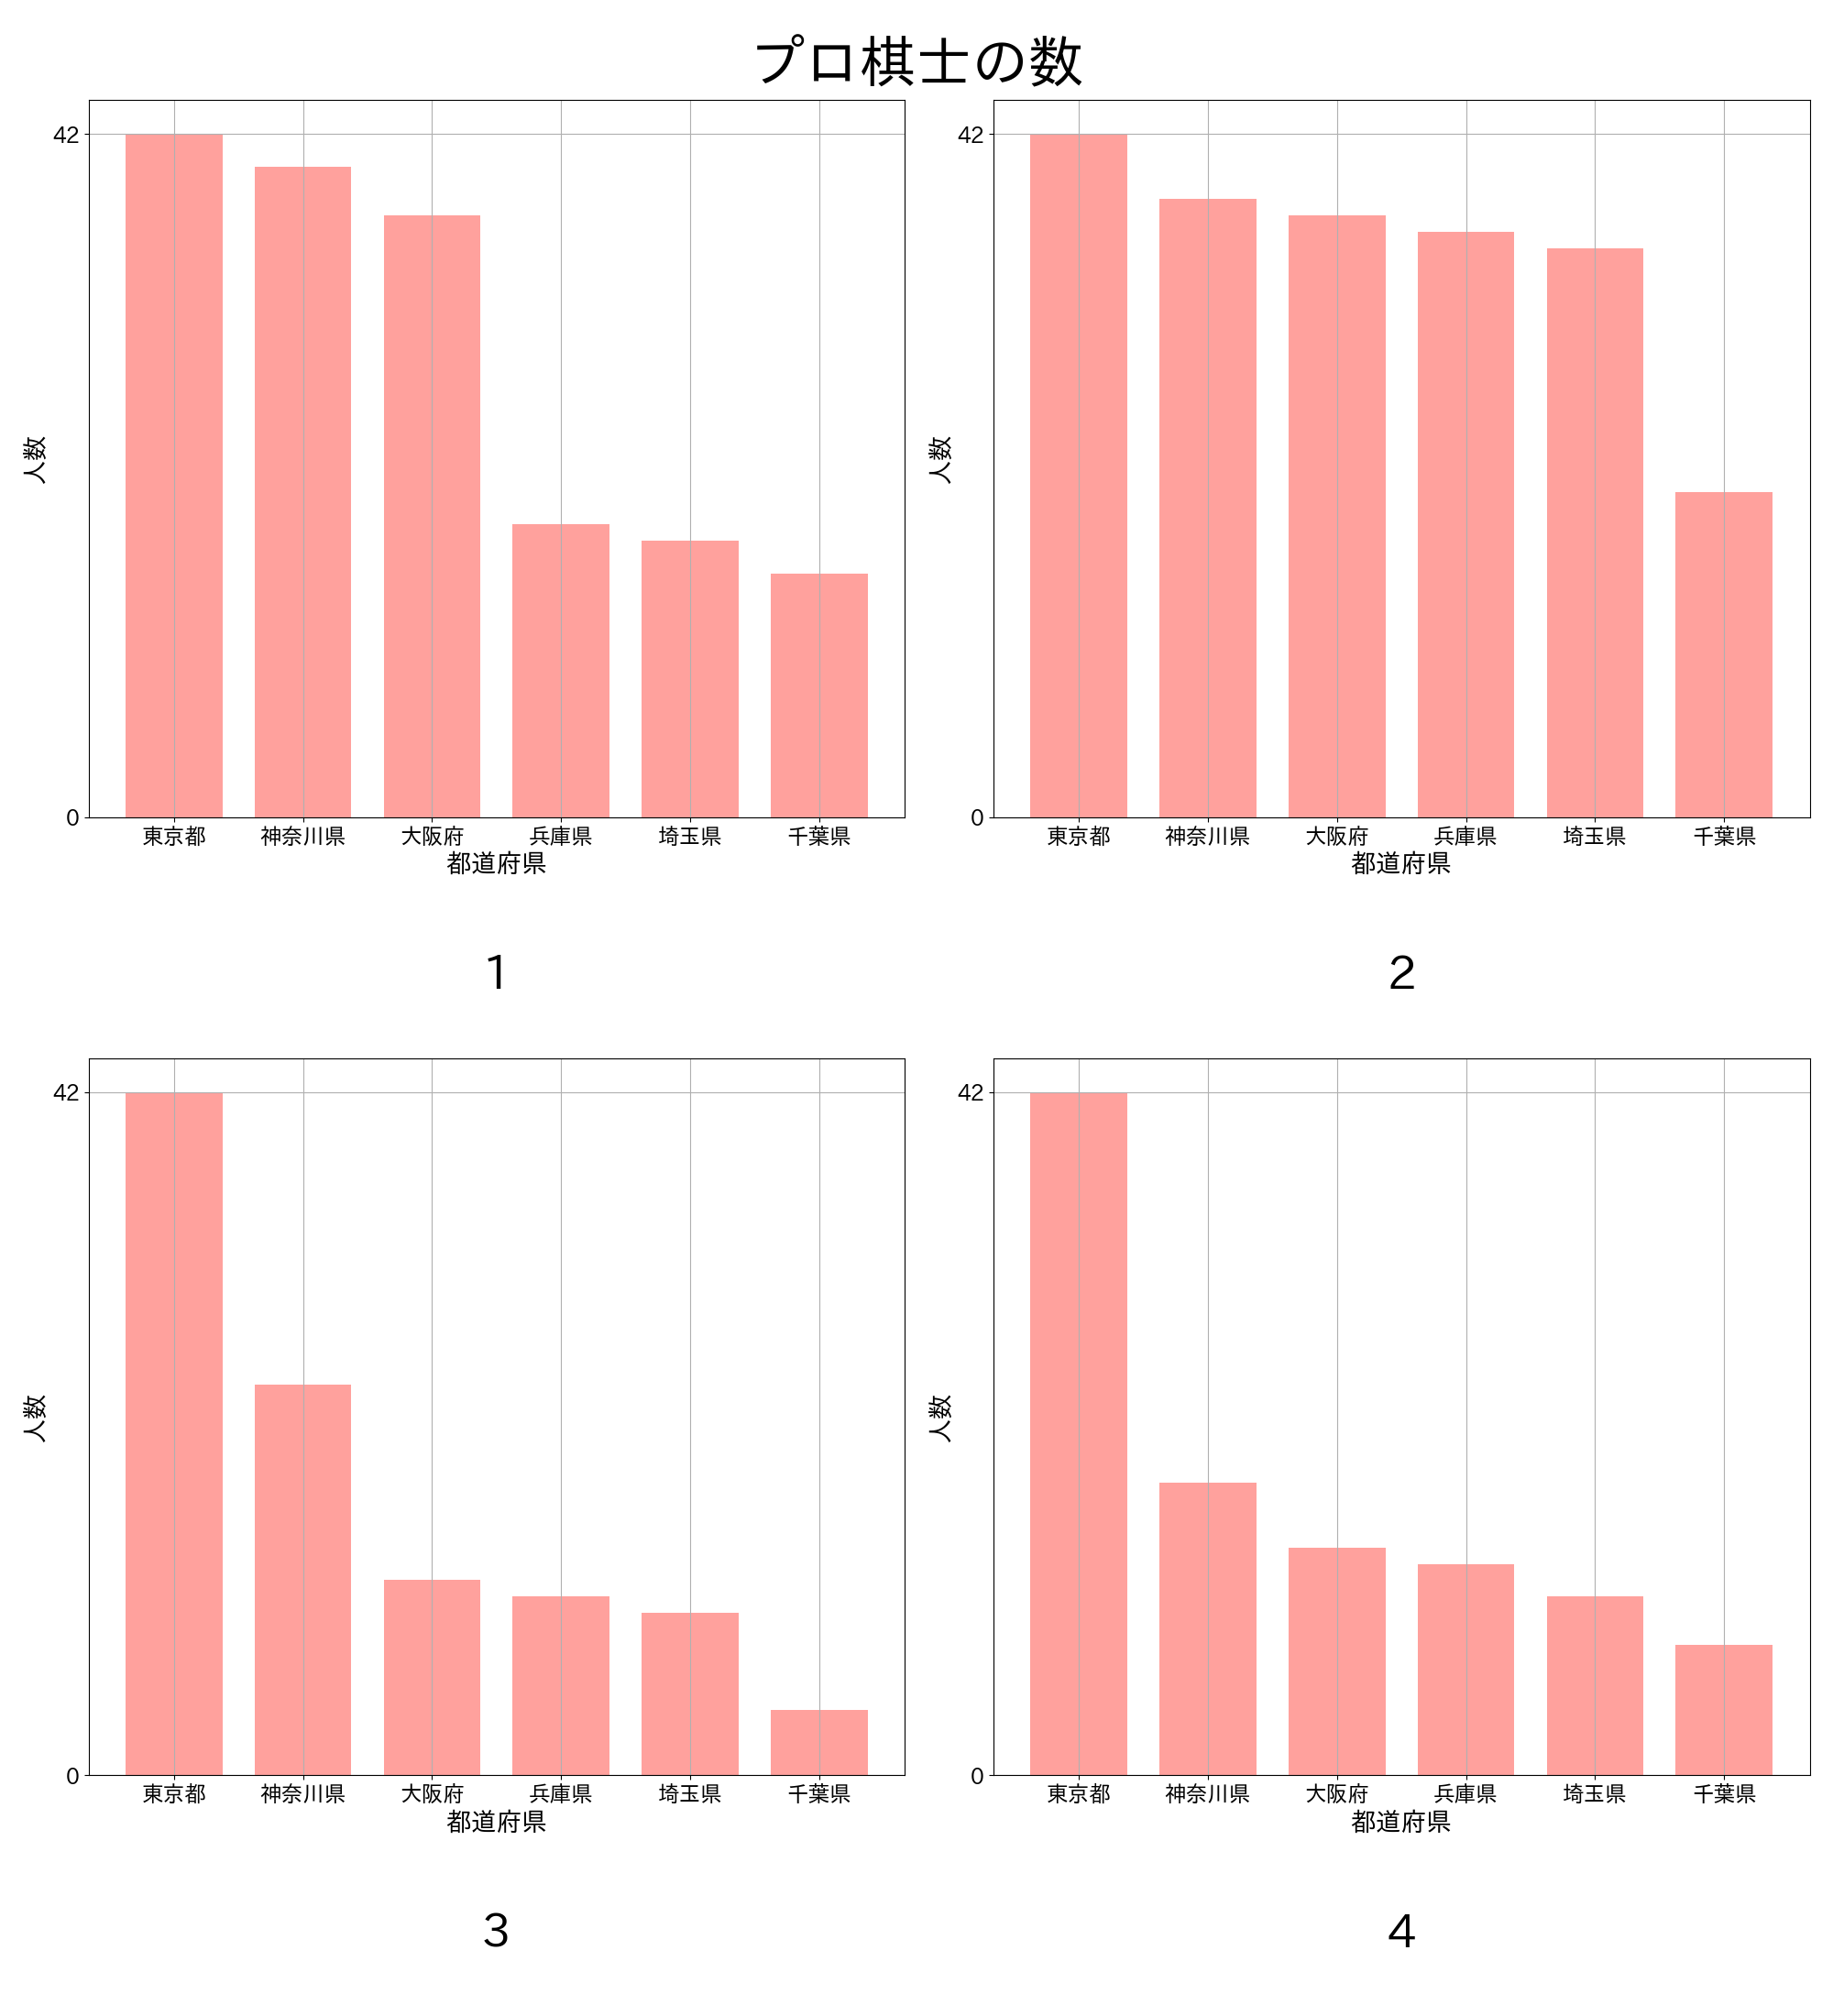 プロ棋士の数
42
0
人数
東京都 神奈川県 大阪府 兵庫県 埼玉県 千葉県
都道府県
1
42
0
人数
東京都 神奈川県 大阪府 兵庫県 埼玉県 千葉県
都道府県
2
42
0
人数
東京都 神奈川県 大阪府 兵庫県 埼玉県 千葉県
都道府県
3
42
0
人数
東京都 神奈川県 大阪府 兵庫県 埼玉県 千葉県
都道府県
4